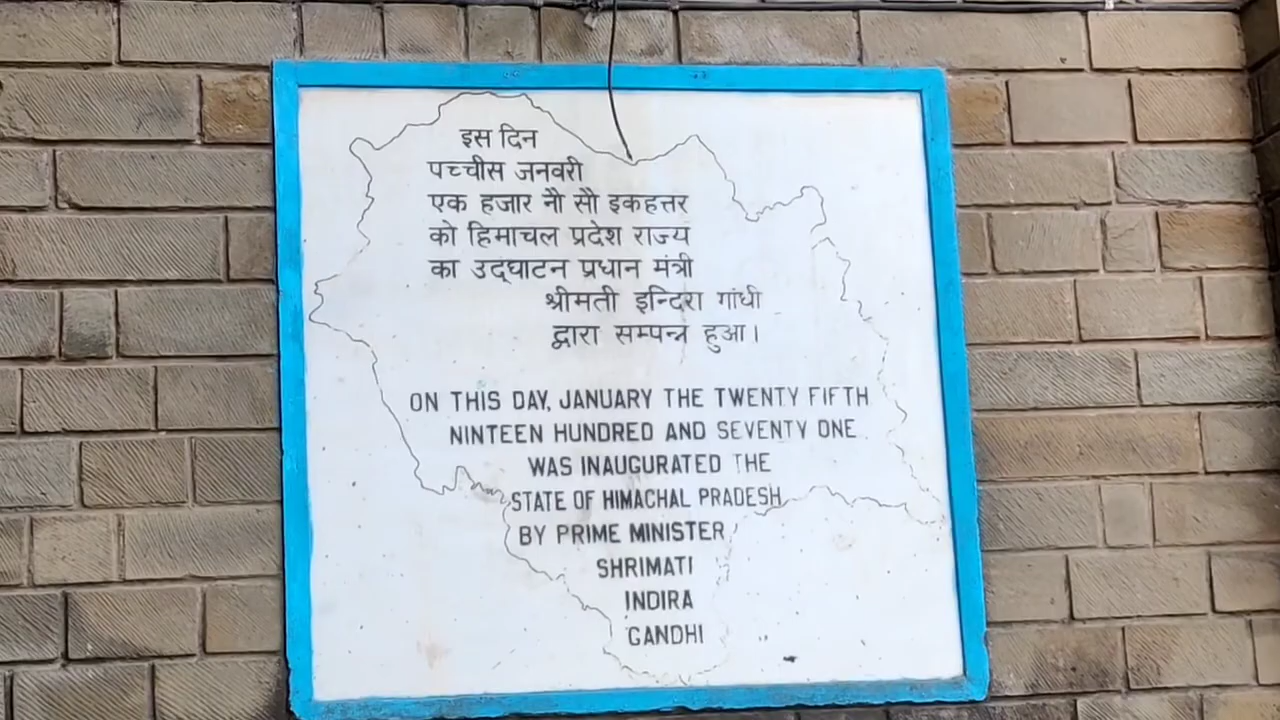 इस दिन
पच्चीस जनवरी
एक हजार नौ सौ इकहत्तर
को हिमाचल प्रदेश राज्य
का उद्घाटन प्रधान मंत्री
श्रीमती इन्दिरा गांधी
द्वारा सम्पन्न हुआ।
ON THIS DAY, JANUARY THE TWENTY FIFTH
NINTEEN HUNDRED AND SEVENTY ONE
WAS INAUGURATED THE
STATE OF HIMACHAL PRADESH
BY PRIME MINISTER
SHRIMATI
INDIRA
GANDHI